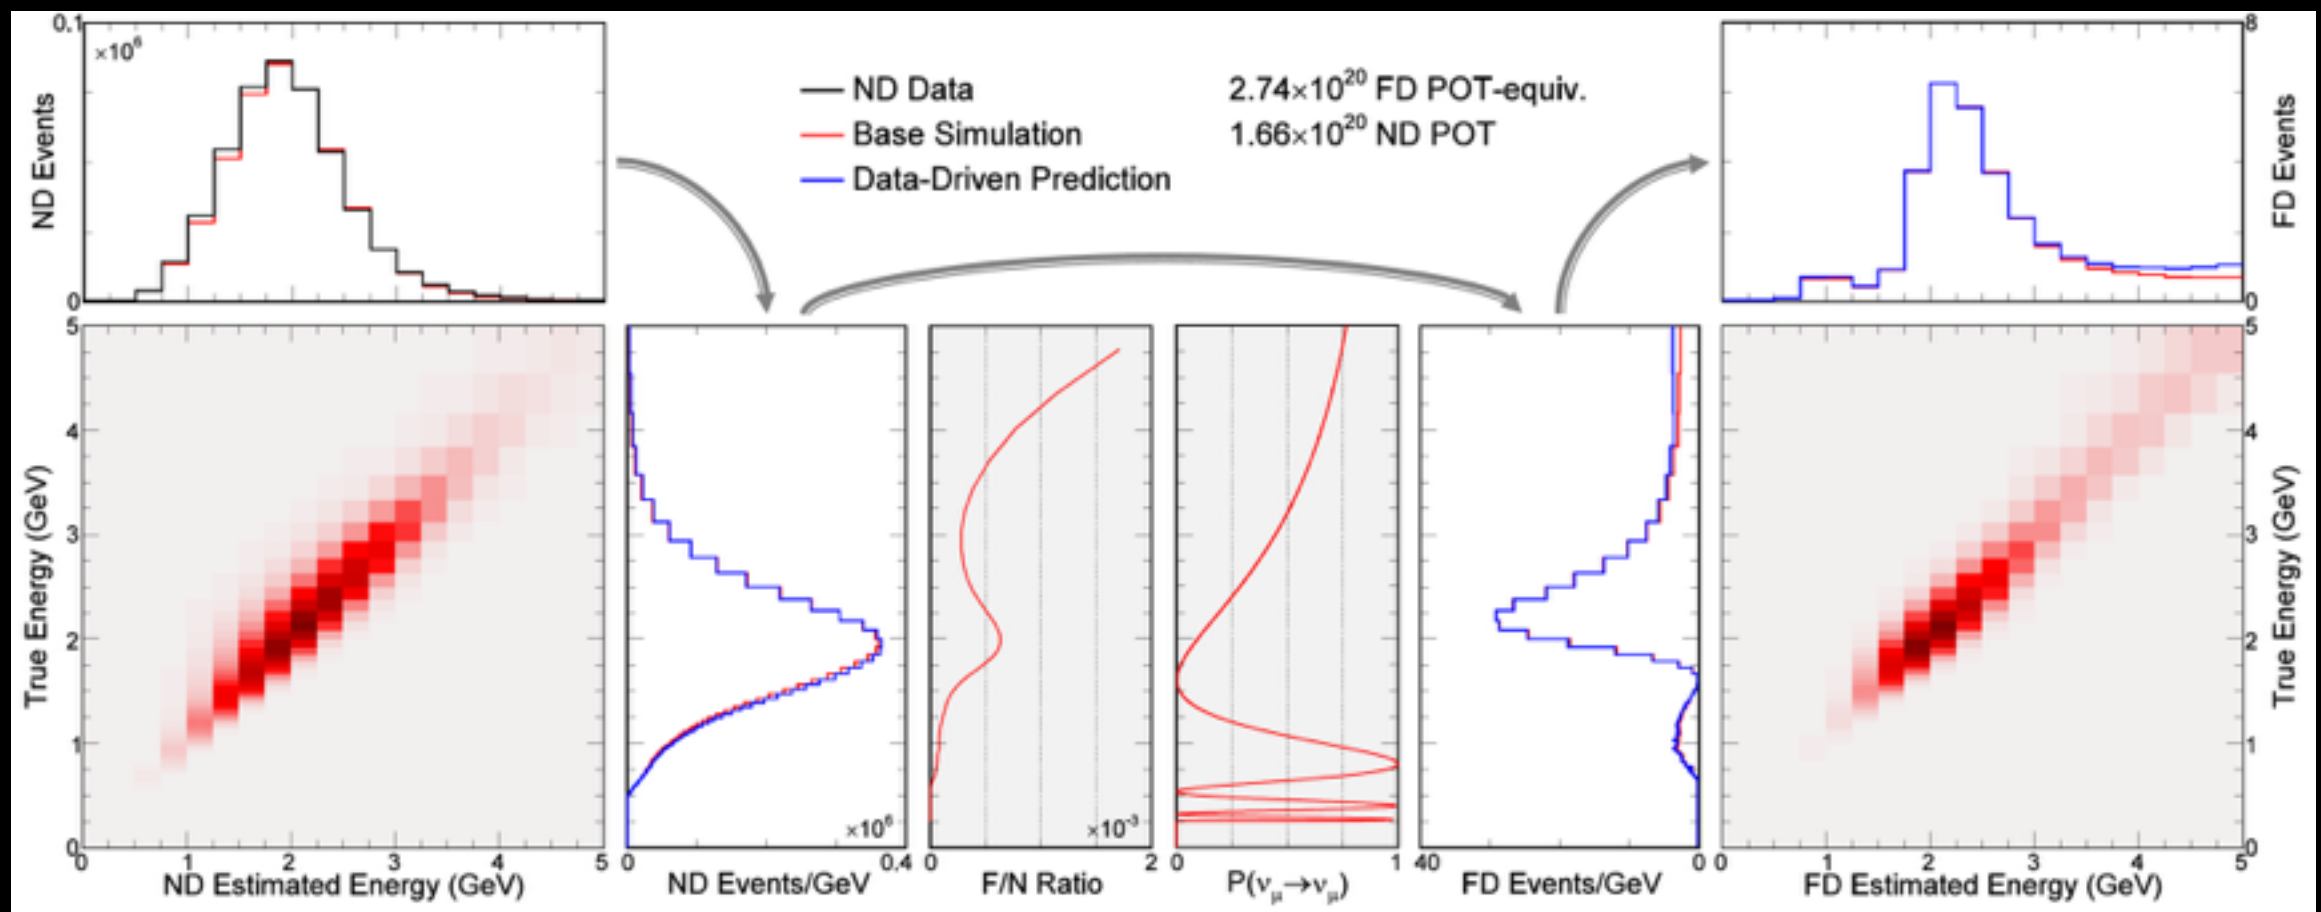 0.1
×10⁶
ND Events
0
ND Data
Base Simulation
Data-Driven Prediction
2.74×10²⁰ FD POT-equiv.
1.66×10²⁰ ND POT
8
FD Events
0
5
4
3
2
1
0
True Energy (GeV)
0 1 2 3 4 5
ND Estimated Energy (GeV)
×10⁶
0 0.4
ND Events/GeV
×10⁻³
0 2
F/N Ratio
0 1
P(νμ→νμ)
40 0
FD Events/GeV
0 1 2 3 4 5
FD Estimated Energy (GeV)
5
4
3
2
1
0
True Energy (GeV)